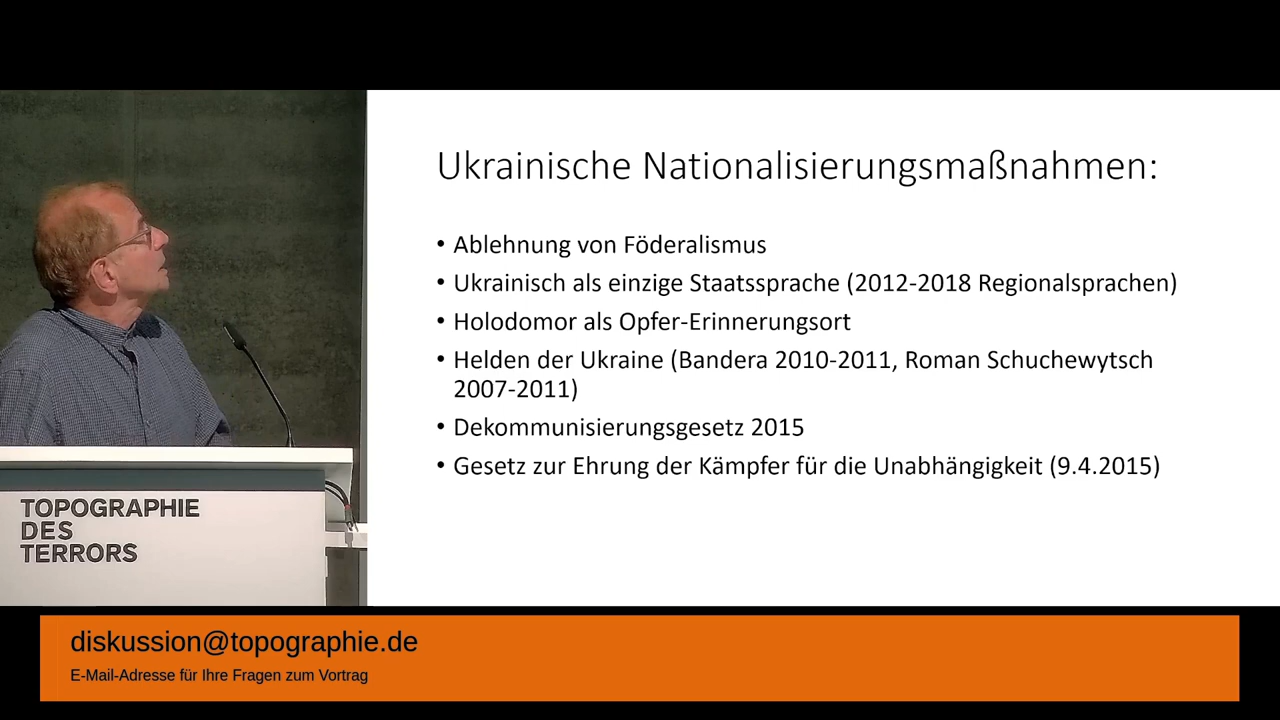 Ukrainische Nationalisierungsmaßnahmen:
• Ablehnung von Föderalismus
• Ukrainisch als einzige Staatssprache (2012-2018 Regionalsprachen)
• Holodomor als Opfer-Erinnerungsort
• Helden der Ukraine (Bandera 2010-2011, Roman Schuchewytsch
2007-2011)
• Dekommunisierungsgesetz 2015
• Gesetz zur Ehrung der Kämpfer für die Unabhängigkeit (9.4.2015)
TOPOGRAPHIE
DES
TERRORS
diskussion@topographie.de
E-Mail-Adresse für Ihre Fragen zum Vortrag